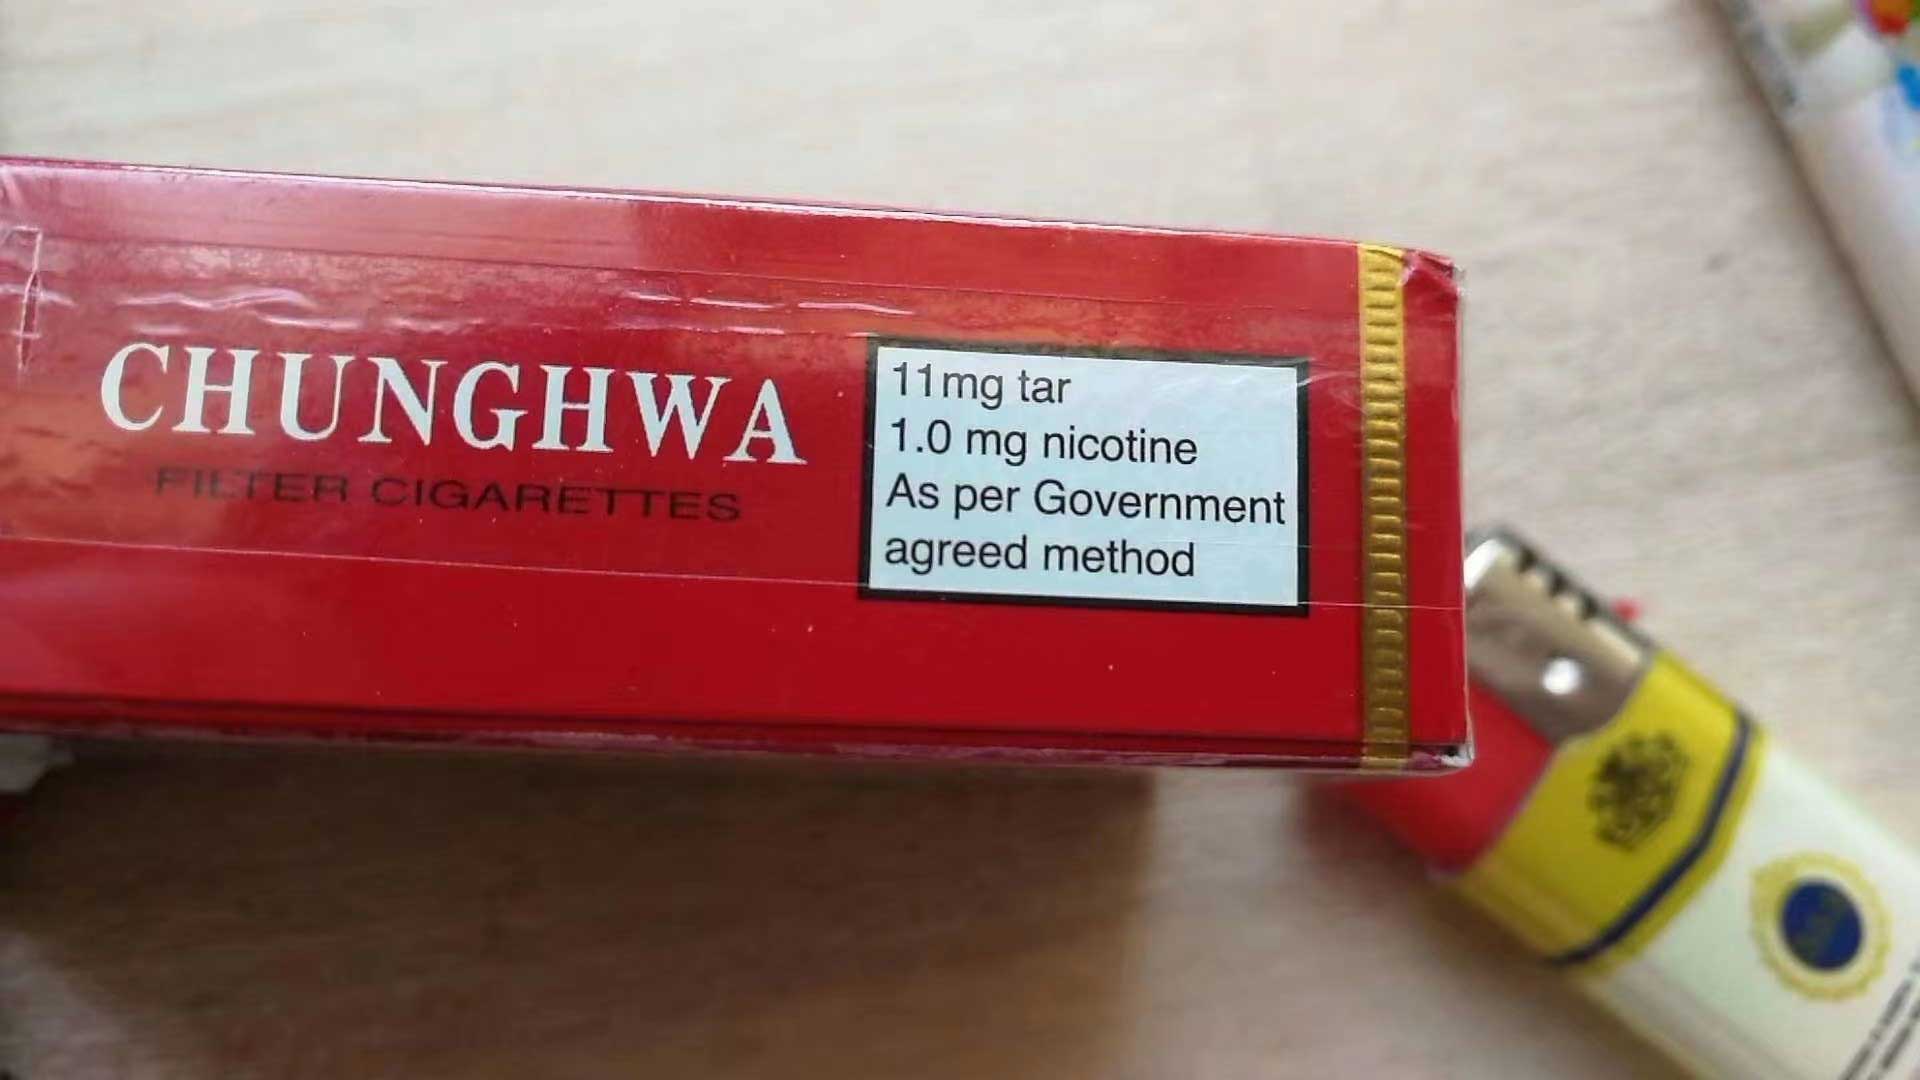 CHUNGHWA
FILTER CIGARETTES
11mg tar
1.0 mg nicotine
As per Government
agreed method